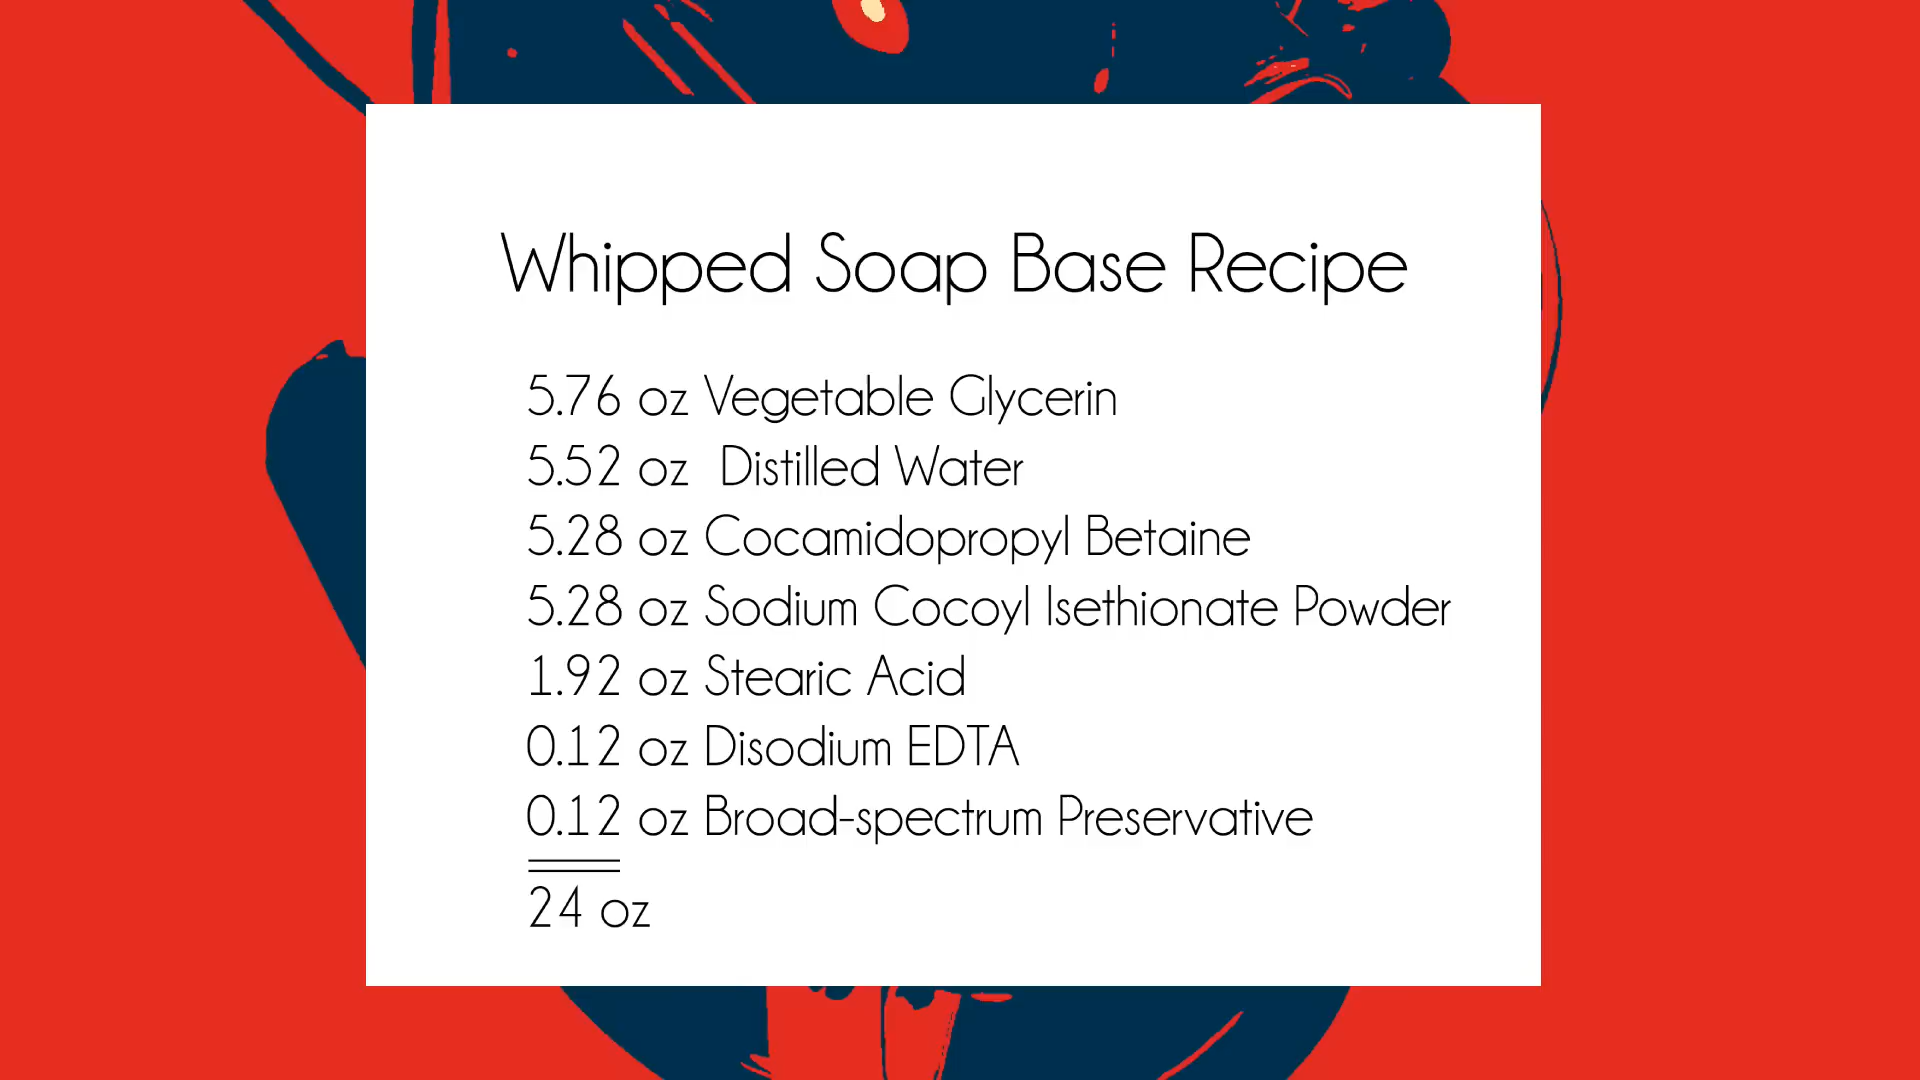 Whipped Soap Base Recipe
5.76 oz Vegetable Glycerin
5.52 oz Distilled Water
5.28 oz Cocamidopropyl Betaine
5.28 oz Sodium Cocoyl Isethionate Powder
1.92 oz Stearic Acid
0.12 oz Disodium EDTA
0.12 oz Broad-spectrum Preservative
24 oz